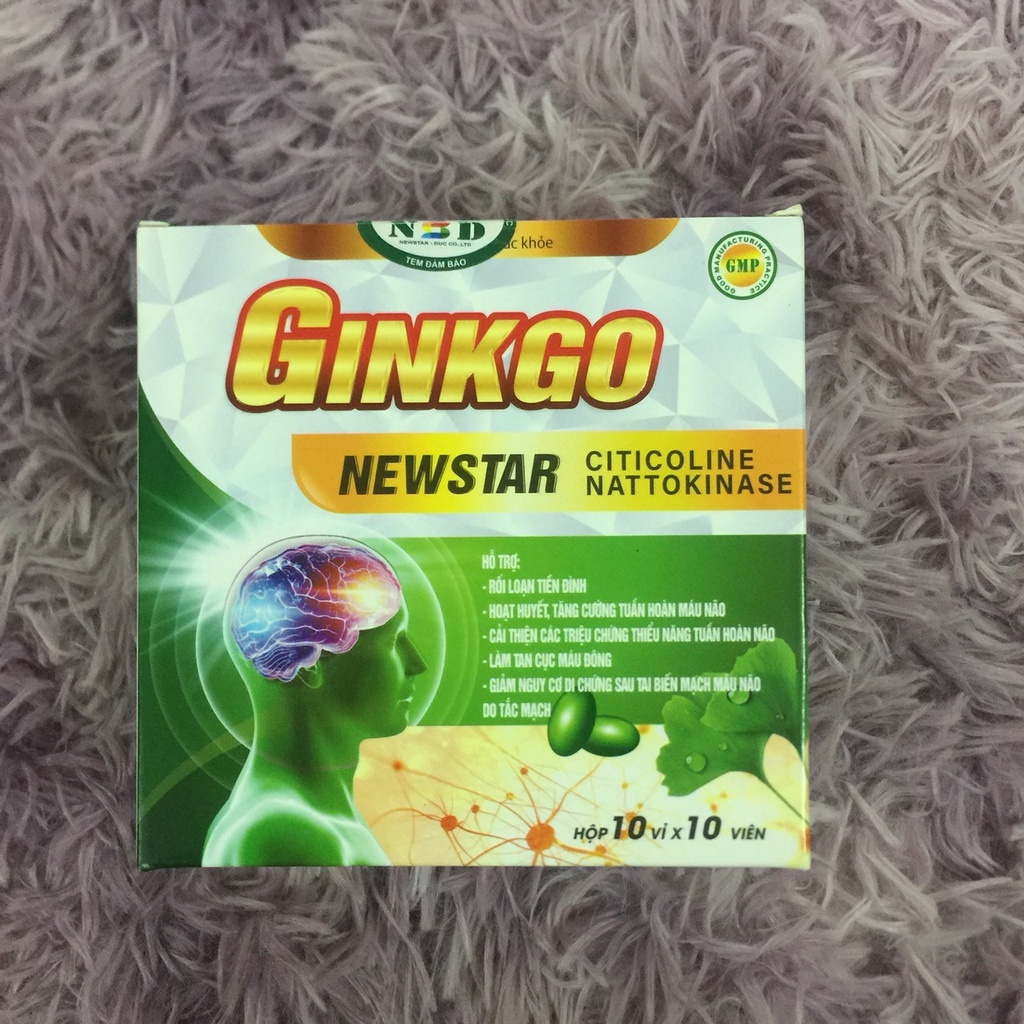 NSD
NEWSTAR - DUC CO.,LTD
TEM ĐẢM BẢO
khỏe
GOOD MANUFACTURING PRACTICE
GMP
GINKGO
NEWSTAR
CITICOLINE
NATTOKINASE
HỖ TRỢ:
- RỐI LOẠN TIỀN ĐÌNH
- HOẠT HUYẾT, TĂNG CƯỜNG TUẦN HOÀN MÁU NÃO
- CẢI THIỆN CÁC TRIỆU CHỨNG THIỂU NĂNG TUẦN HOÀN NÃO
- LÀM TAN CỤC MÁU ĐÔNG
- GIẢM NGUY CƠ DI CHỨNG SAU TAI BIẾN MẠCH MÁU NÃO
DO TẮC MẠCH
HỘP 10 VỈ X 10 VIÊN